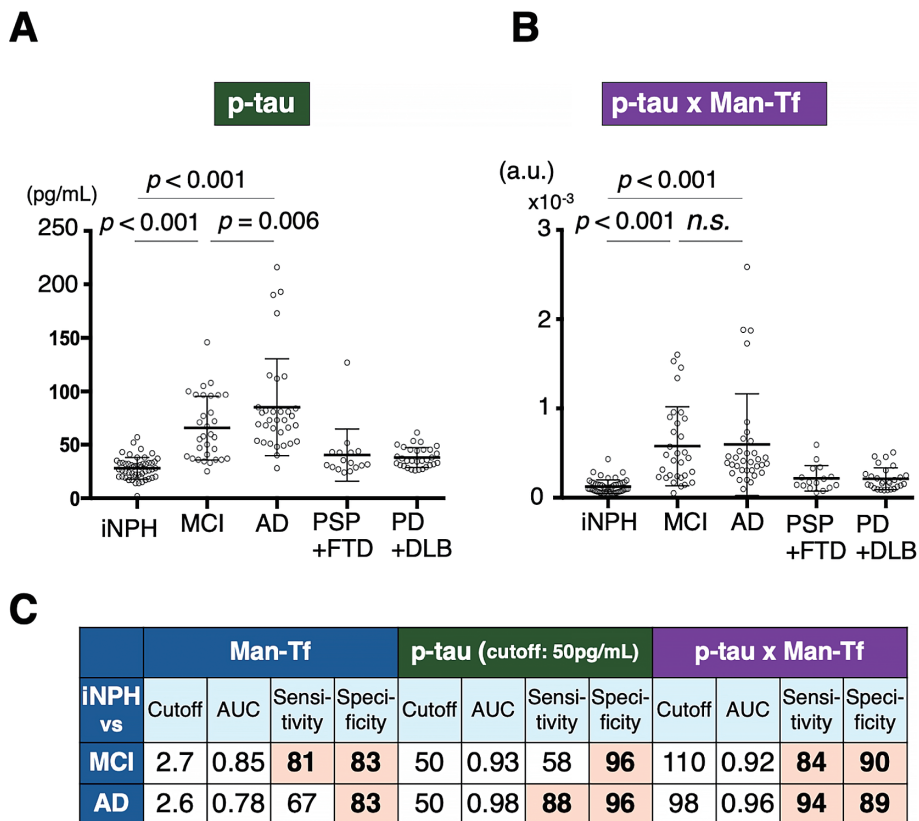 A
p-tau
(pg/mL)
p < 0.001
p < 0.001 p = 0.006
250
200
150
100
50
0
iNPH MCI AD PSP +FTD PD +DLB
B
p-tau x Man-Tf
(a.u.)
x10-3
p < 0.001
p < 0.001 n.s.
3
2
1
0
iNPH MCI AD PSP +FTD PD +DLB
C
Man-Tf p-tau (cutoff: 50pg/mL) p-tau x Man-Tf
iNPH vs Cutoff AUC Sensi-tivity Speci-ficity Cutoff AUC Sensi-tivity Speci-ficity Cutoff AUC Sensi-tivity Speci-ficity
MCI 2.7 0.85 81 83 50 0.93 58 96 110 0.92 84 90
AD 2.6 0.78 67 83 50 0.98 88 96 98 0.96 94 89